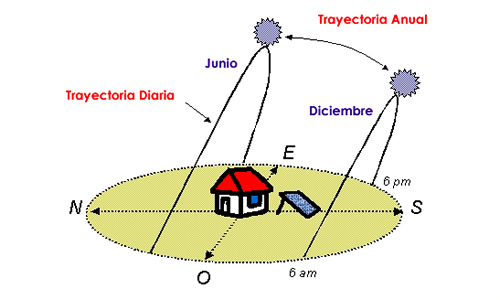 Trayectoria Anual
Junio
Trayectoria Diaria
Diciembre
E
6 pm
N
S
O
6 am